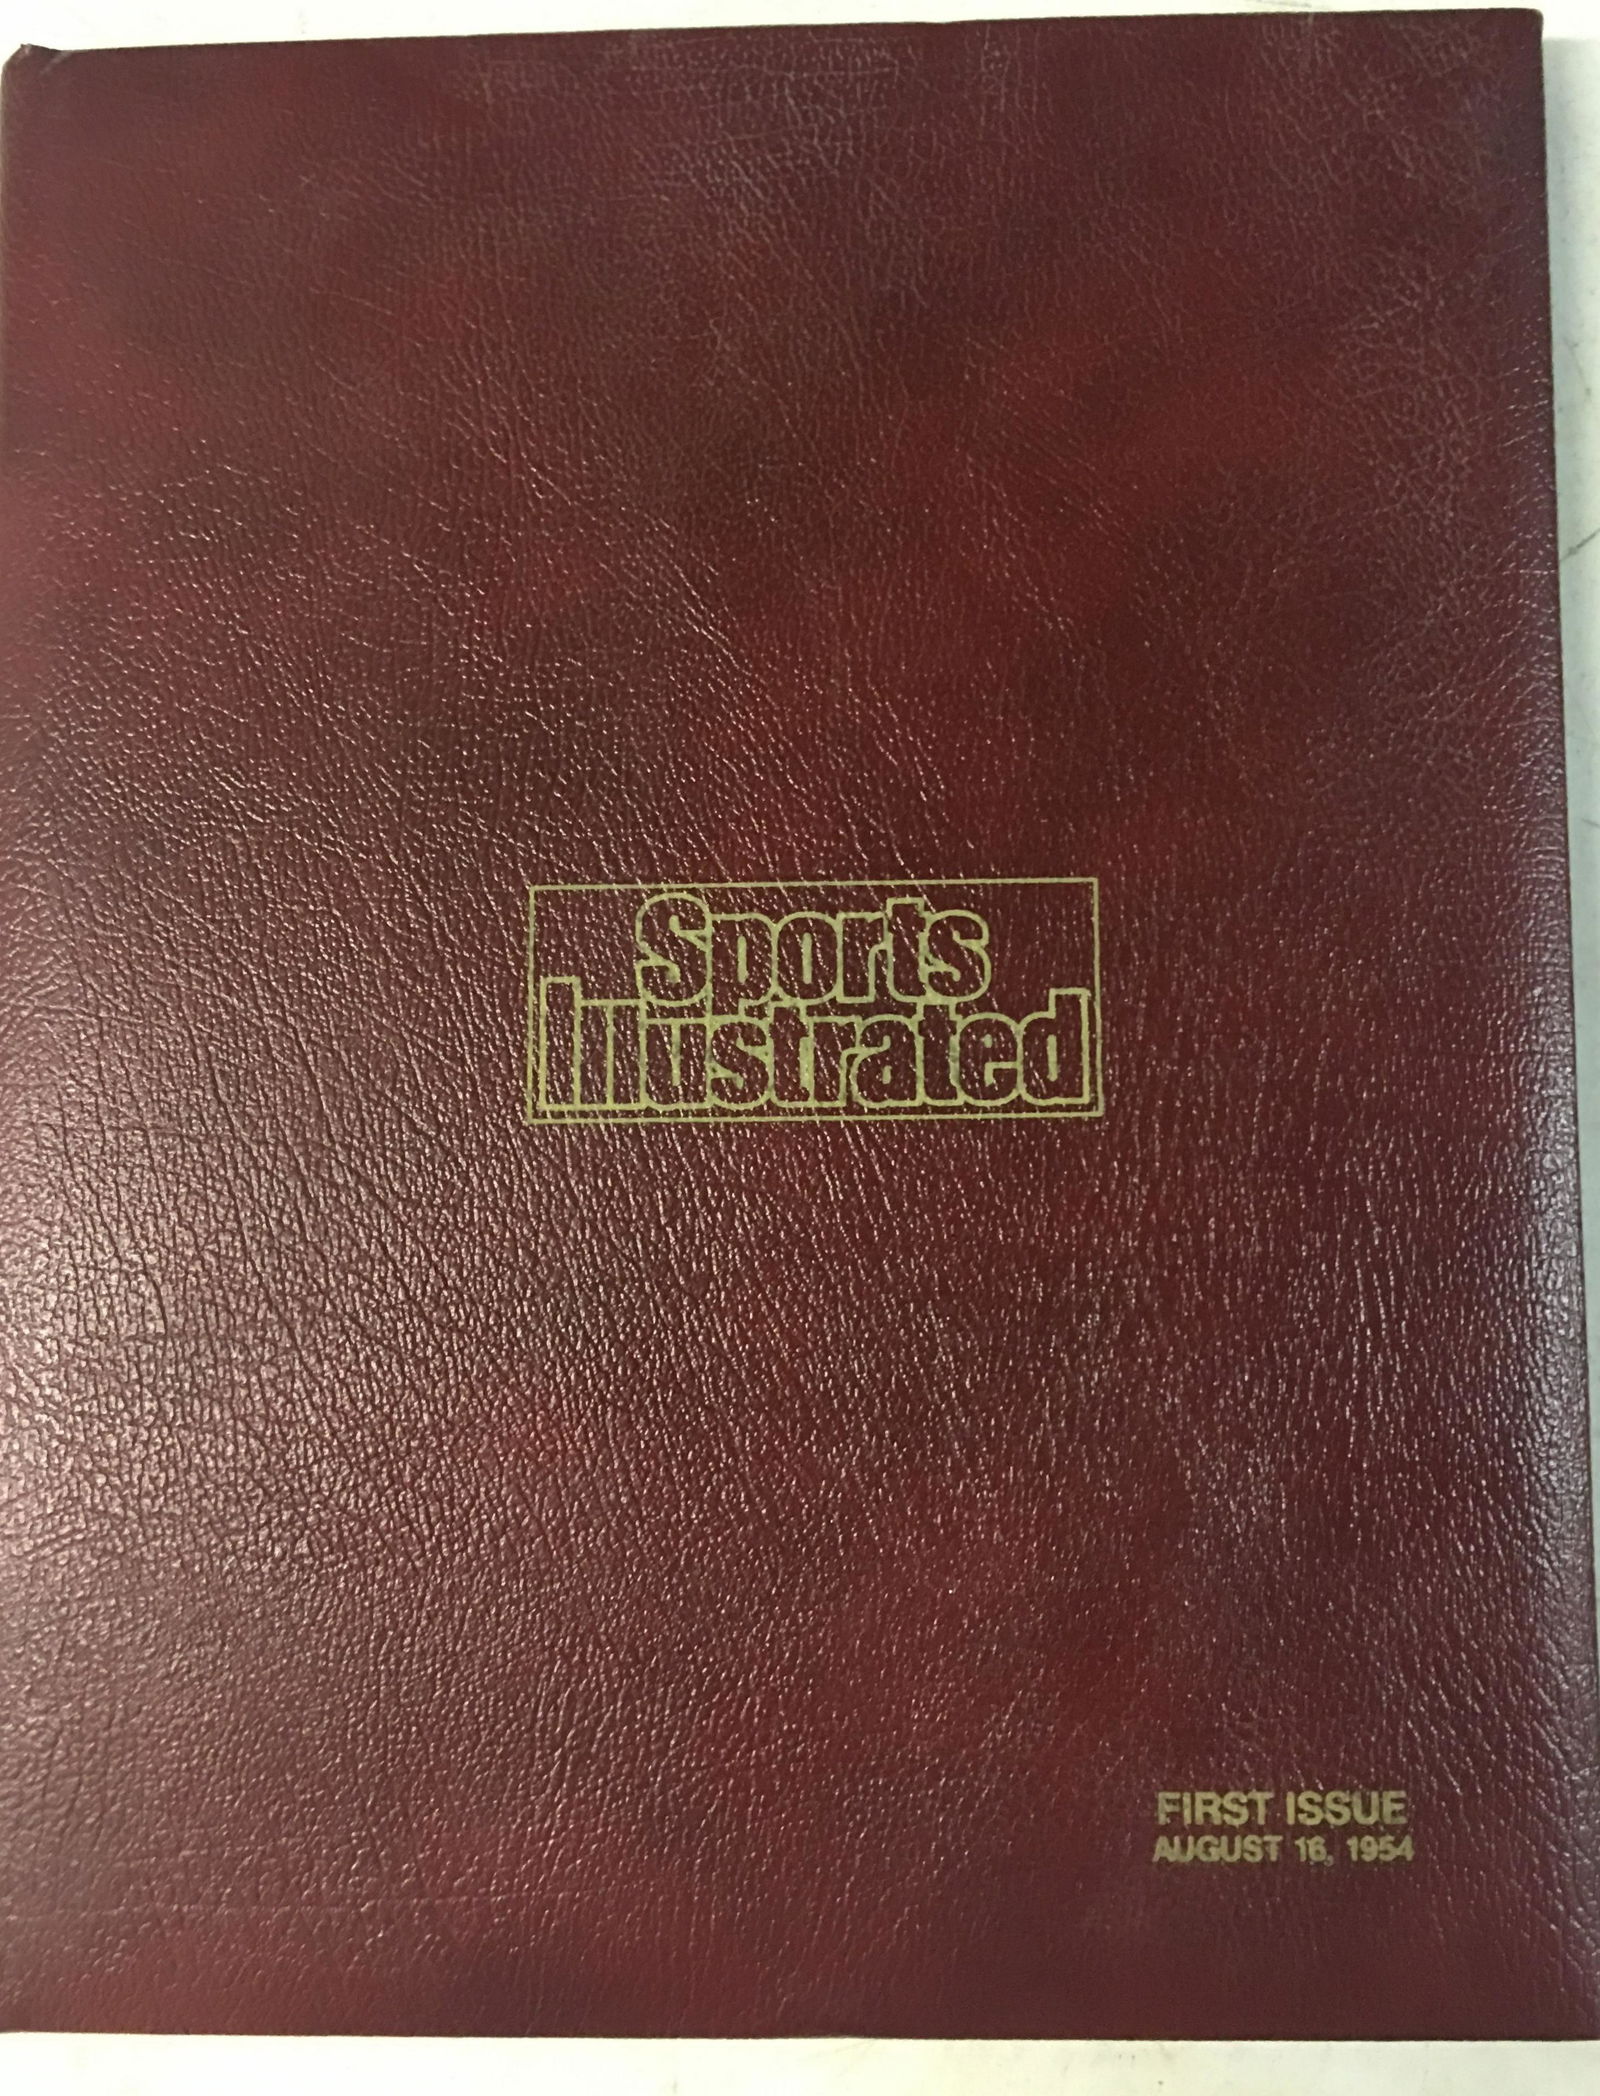 Sports
Illustrated
FIRST ISSUE
AUGUST 16, 1954